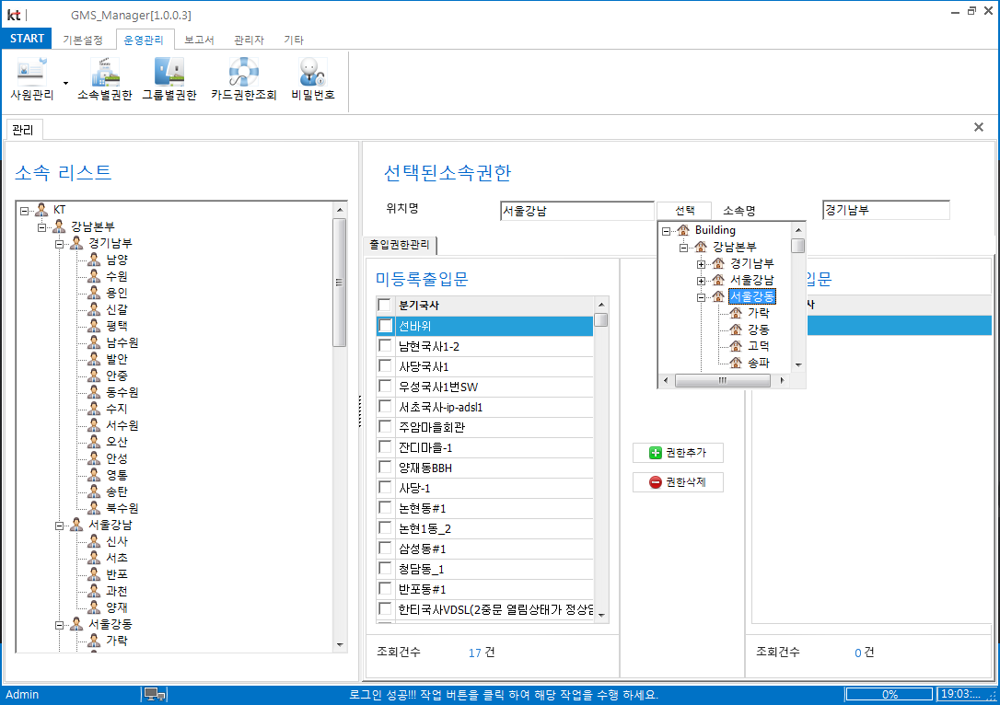 kt
GMS_Manager[1.0.0.3]
START
기본설정
운영관리
보고서
관리자
기타
사원관리
소속별권한
그룹별권한
카드권한조회
비밀번호
관리
소속 리스트
KT
강남본부
경기남부
남양
수원
용인
신갈
평택
남수원
발안
안중
동수원
수지
서수원
오산
안성
영통
송탄
북수원
서울강남
신사
서초
반포
과천
양재
서울강동
가락
선택된소속권한
위치명
서울강남
선택
소속명
경기남부
Building
강남본부
경기남부
서울강남
서울강동
가락
강동
고덕
송파
출입권한관리
미등록출입문
분기국사
선바위
남현국사1-2
사당국사1
우성국사1번SW
서초국사-ip-adsl1
주암마을회관
잔디마을-1
양재동BBH
사당-1
논현동#1
논현1동_2
삼성동#1
청담동_1
반포동#1
한티국사VDSL(2중문 열림상태가 정상임
조회건수
17 건
권한추가
권한삭제
입문
사
조회건수
0 건
Admin
로그인 성공!!! 작업 버튼을 클릭 하여 해당 작업을 수행 하세요.
0%
19:03:...